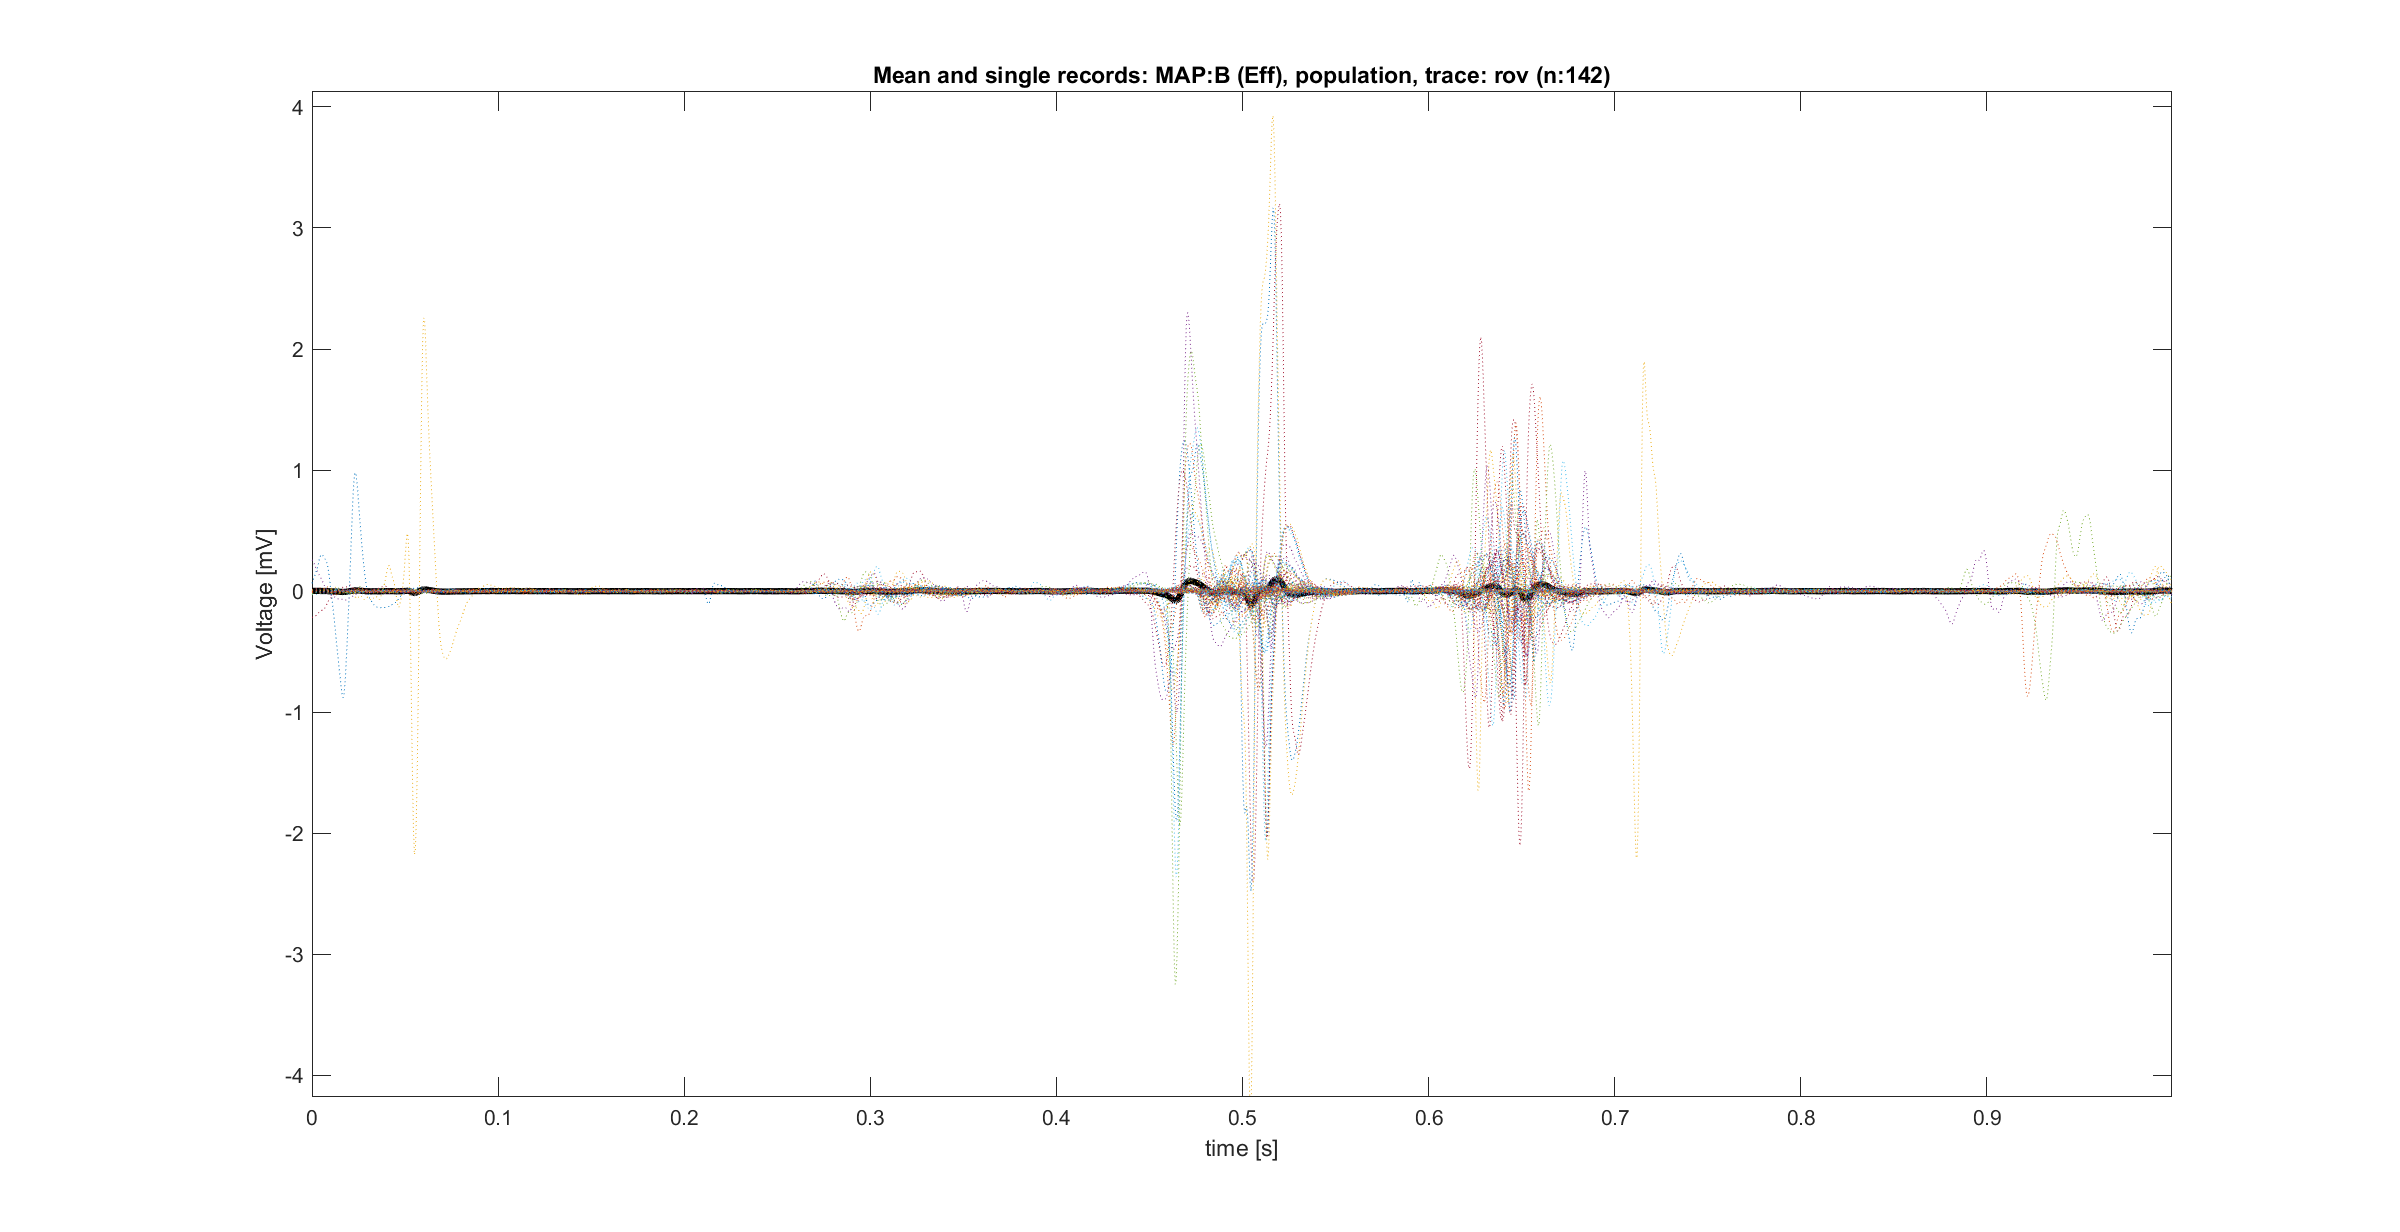 Mean and single records: MAP:B (Eff), population, trace: rov (n:142)
4
3
2
1
0
-1
-2
-3
-4
Voltage [mV]
0 0.1 0.2 0.3 0.4 0.5 0.6 0.7 0.8 0.9
time [s]